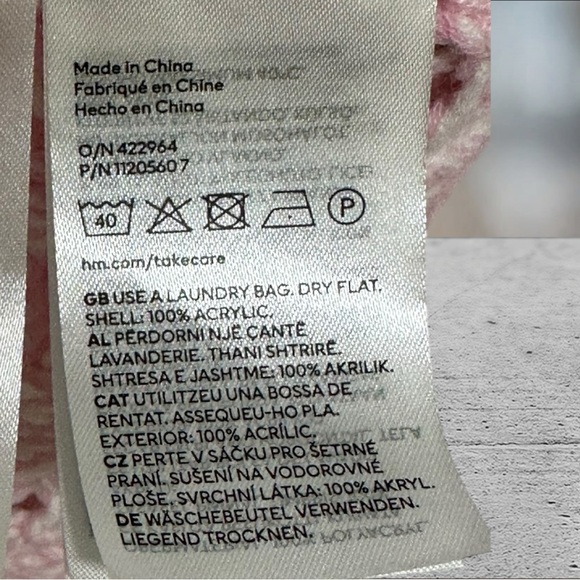 Made in China
Fabriqué en Chine
Hecho en China
O/N 422964
P/N 1120560 7
40 P
hm.com/takecare
GB USE A LAUNDRY BAG. DRY FLAT.
SHELL: 100% ACRYLIC.
AL PËRDORNI NJË ÇANTË
LAVANDERIE. THANI SHTRIRË.
SHTRESA E JASHTME: 100% AKRILIK.
CAT UTILITZEU UNA BOSSA DE
RENTAT. ASSEQUEU-HO PLA.
EXTERIOR: 100% ACRÍLIC.
CZ PERTE V SÁČKU PRO ŠETRNÉ
PRANÍ. SUŠENÍ NA VODOROVNÉ
PLOŠE. SVRCHNÍ LÁTKA: 100% AKRYL.
DE WÄSCHEBEUTEL VERWENDEN.
LIEGEND TROCKNEN.